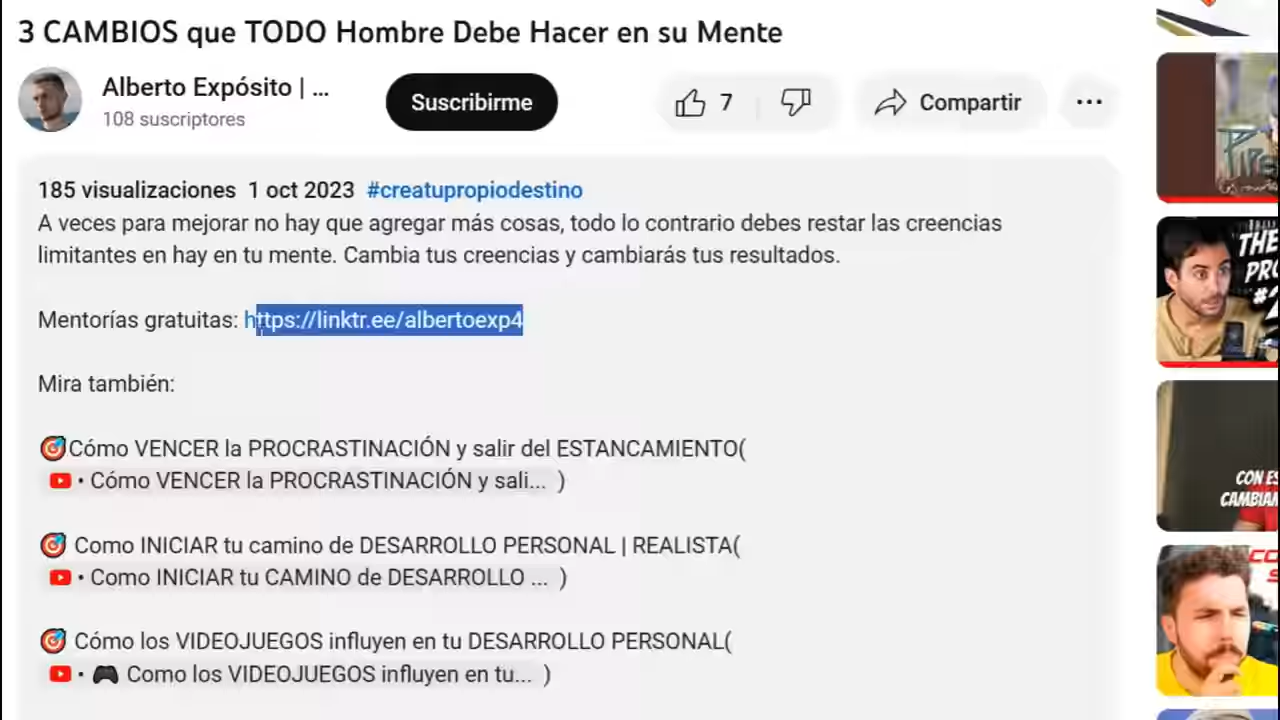 3 CAMBIOS que TODO Hombre Debe Hacer en su Mente
Alberto Expósito | ...
108 suscriptores
Suscribirme
7
Compartir
185 visualizaciones 1 oct 2023 #creatupropiodestino
A veces para mejorar no hay que agregar más cosas, todo lo contrario debes restar las creencias
limitantes en hay en tu mente. Cambia tus creencias y cambiarás tus resultados.
Mentorías gratuitas: https://linktr.ee/albertoexp4
Mira también:
🎯Cómo VENCER la PROCRASTINACIÓN y salir del ESTANCAMIENTO(
• Cómo VENCER la PROCRASTINACIÓN y sali... )
🎯 Como INICIAR tu camino de DESARROLLO PERSONAL | REALISTA(
• Como INICIAR tu CAMINO de DESARROLLO ... )
🎯 Cómo los VIDEOJUEGOS influyen en tu DESARROLLO PERSONAL(
• 🎮 Como los VIDEOJUEGOS influyen en tu... )
THE
CON ES
CAMBIAR